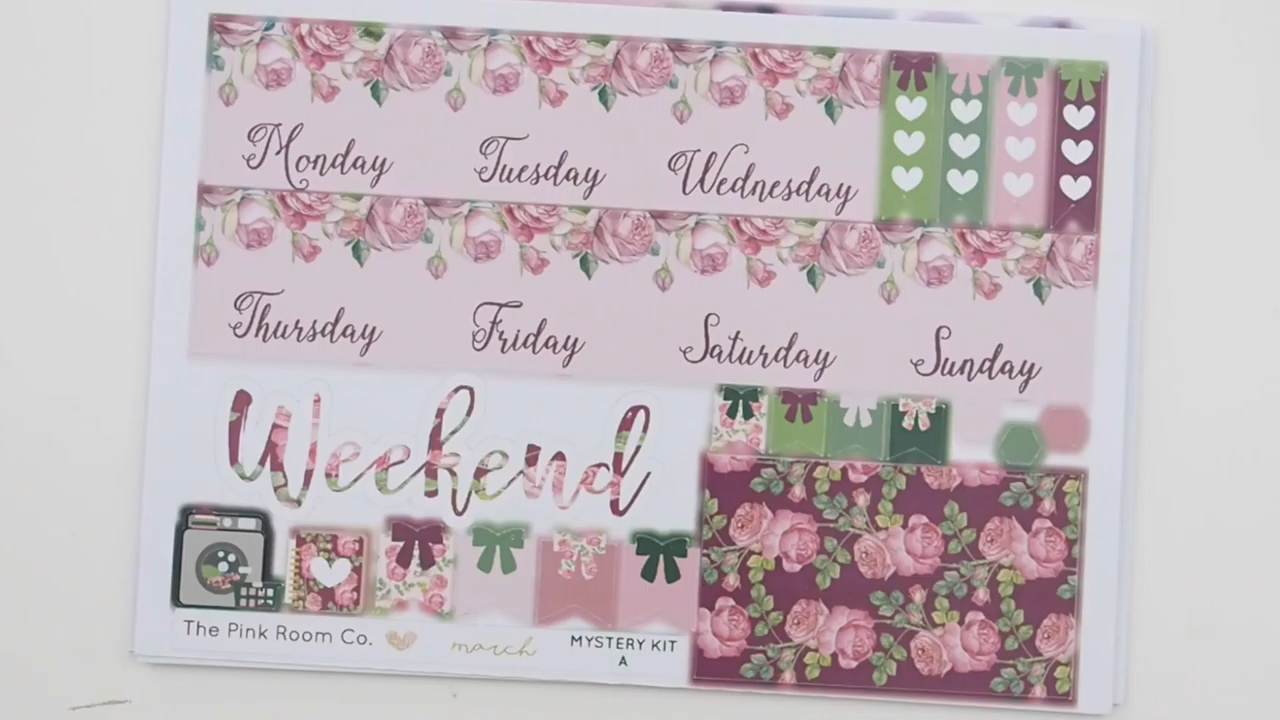 Monday Tuesday Wednesday
Thursday Friday Saturday Sunday
Weekend
The Pink Room Co. march MYSTERY KIT
A